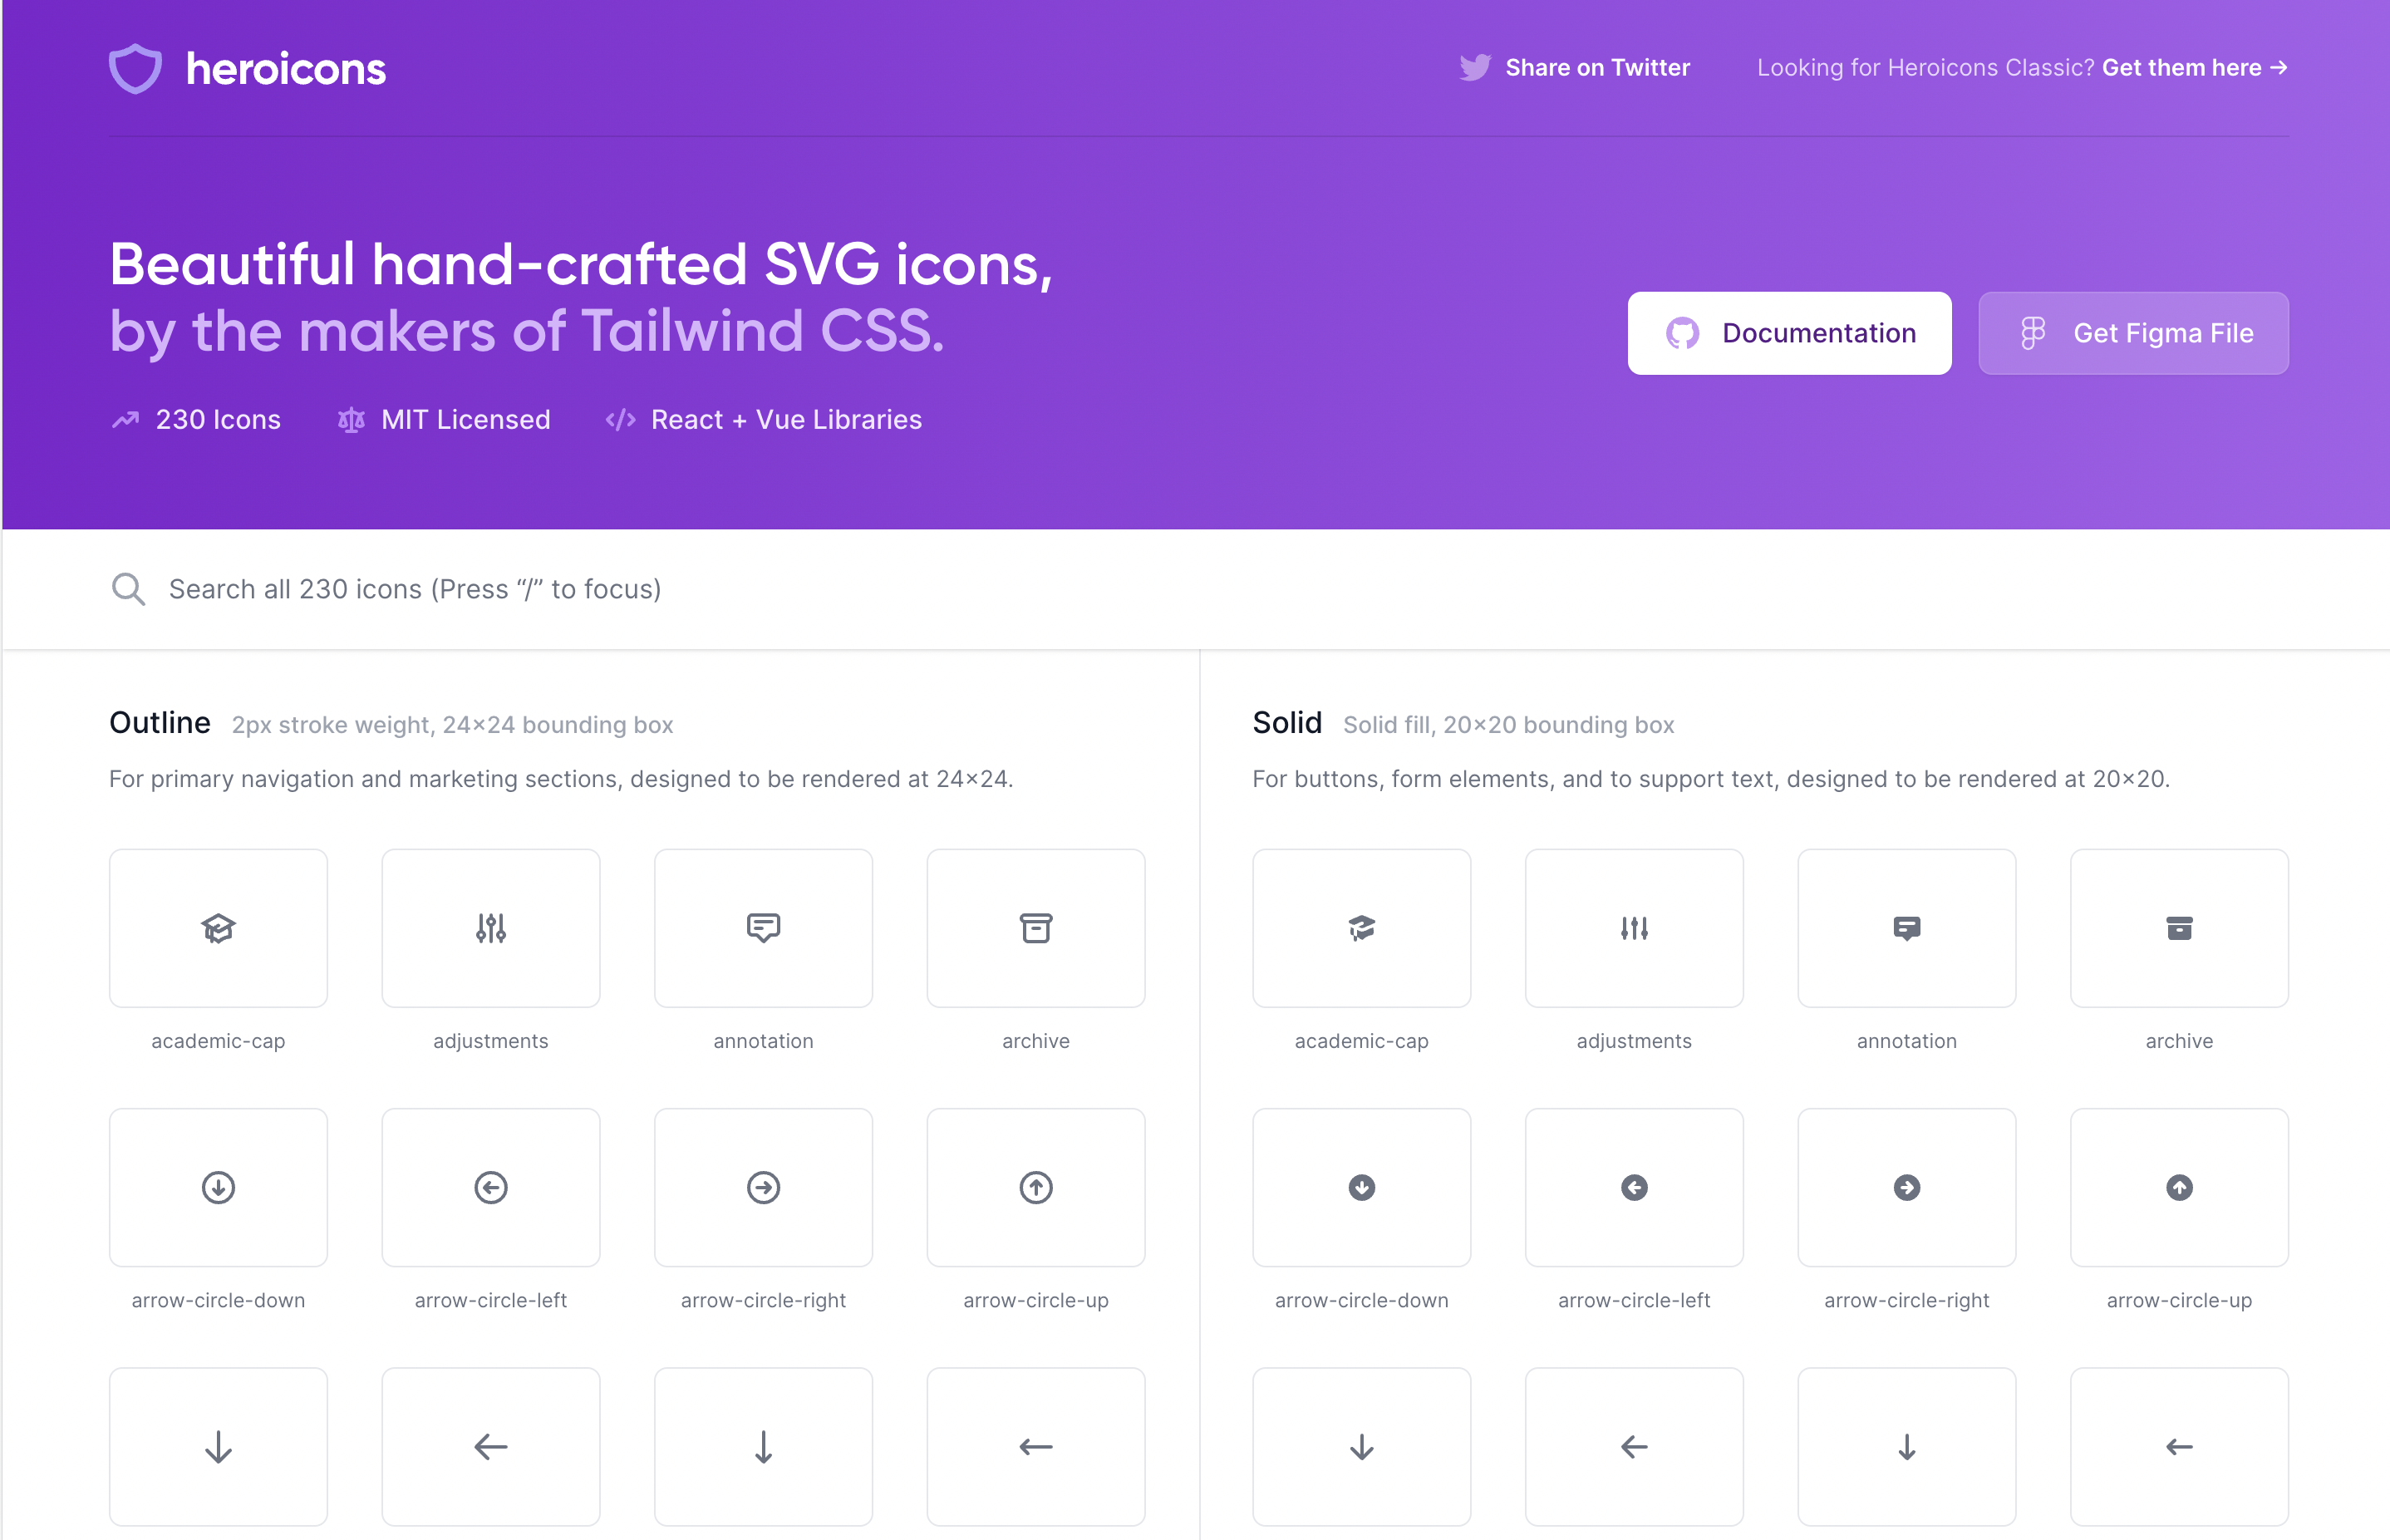 heroicons
Share on Twitter
Looking for Heroicons Classic? Get them here →
Beautiful hand-crafted SVG icons,
by the makers of Tailwind CSS.
230 Icons
MIT Licensed
React + Vue Libraries
Documentation
Get Figma File
Search all 230 icons (Press “/” to focus)
Outline 2px stroke weight, 24×24 bounding box
For primary navigation and marketing sections, designed to be rendered at 24×24.
academic-cap
adjustments
annotation
archive
arrow-circle-down
arrow-circle-left
arrow-circle-right
arrow-circle-up
Solid Solid fill, 20×20 bounding box
For buttons, form elements, and to support text, designed to be rendered at 20×20.
academic-cap
adjustments
annotation
archive
arrow-circle-down
arrow-circle-left
arrow-circle-right
arrow-circle-up